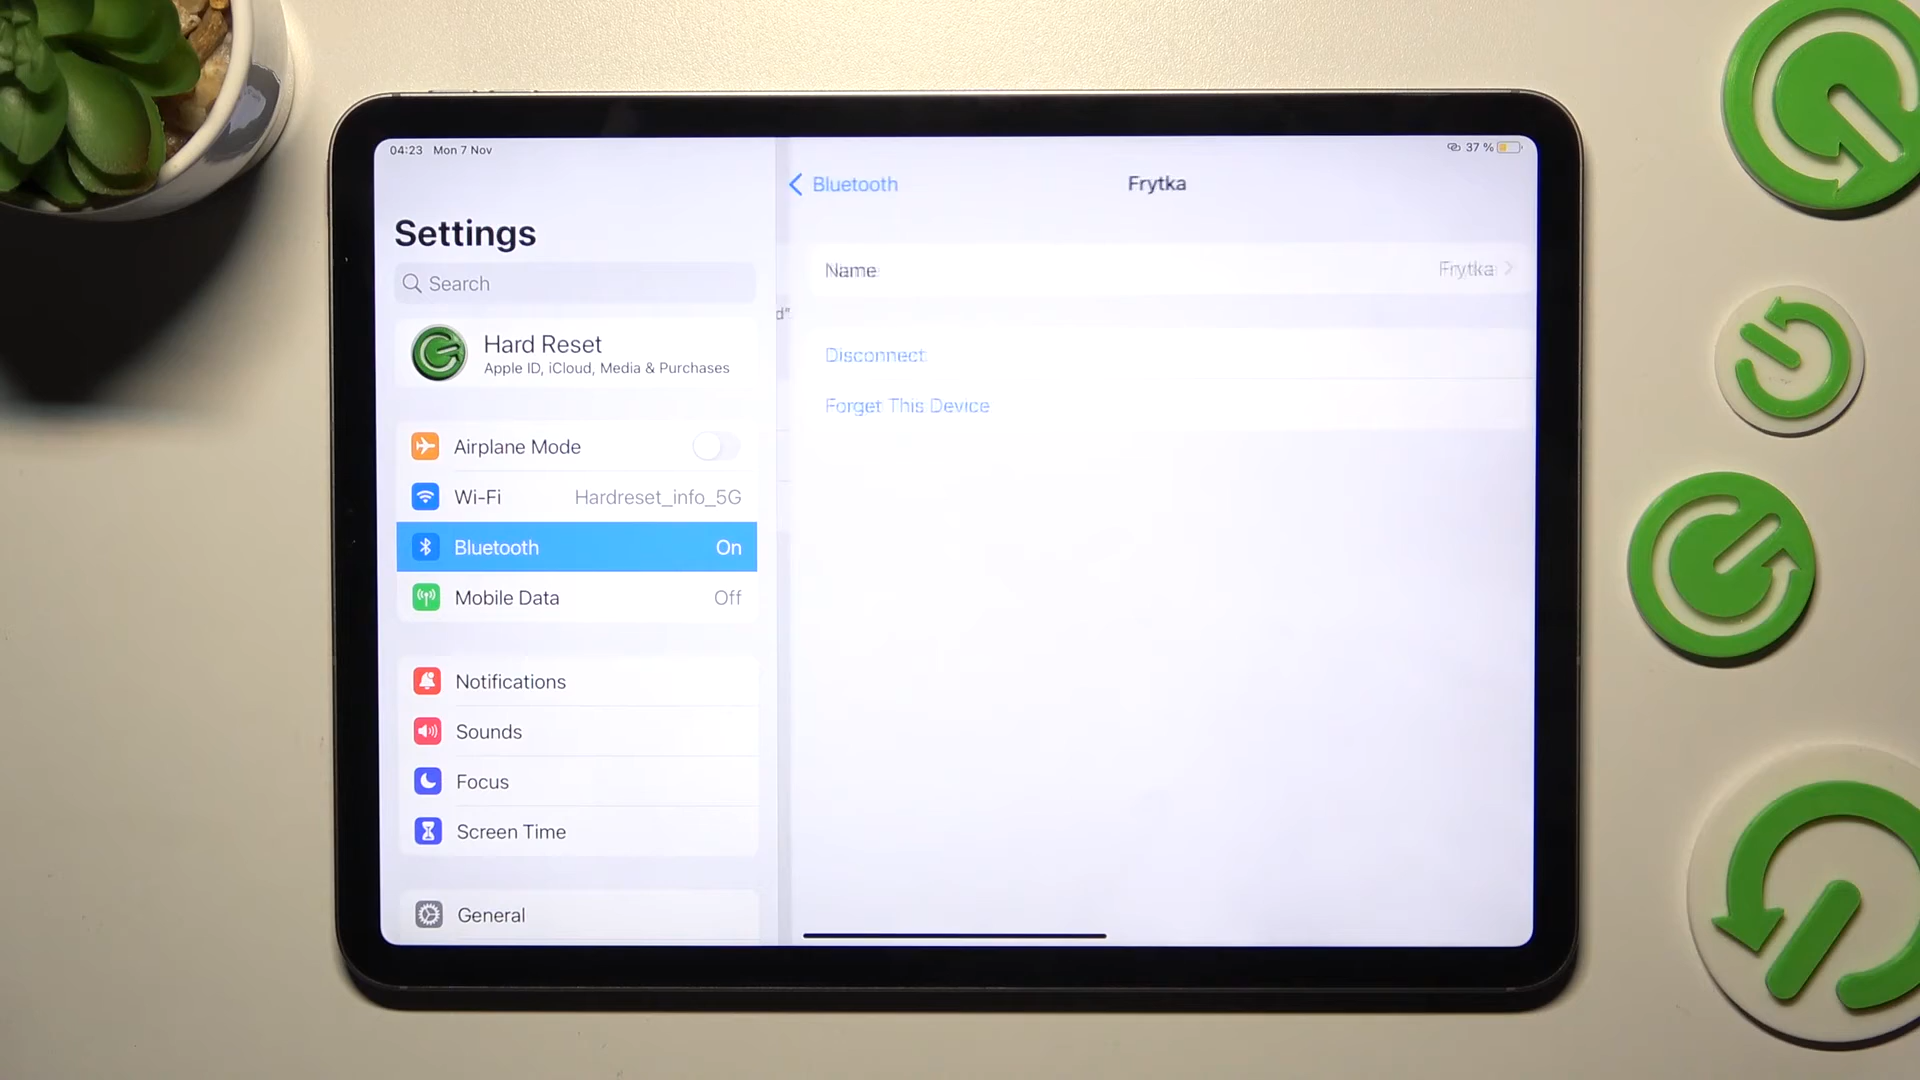 04:23 Mon 7 Nov
37 %
Settings
Search
Hard Reset
Apple ID, iCloud, Media & Purchases
Airplane Mode
Wi-Fi Hardreset_info_5G
Bluetooth On
Mobile Data Off
Notifications
Sounds
Focus
Screen Time
General
Bluetooth
Frytka
d"
Name Frytka
Disconnect
Forget This Device